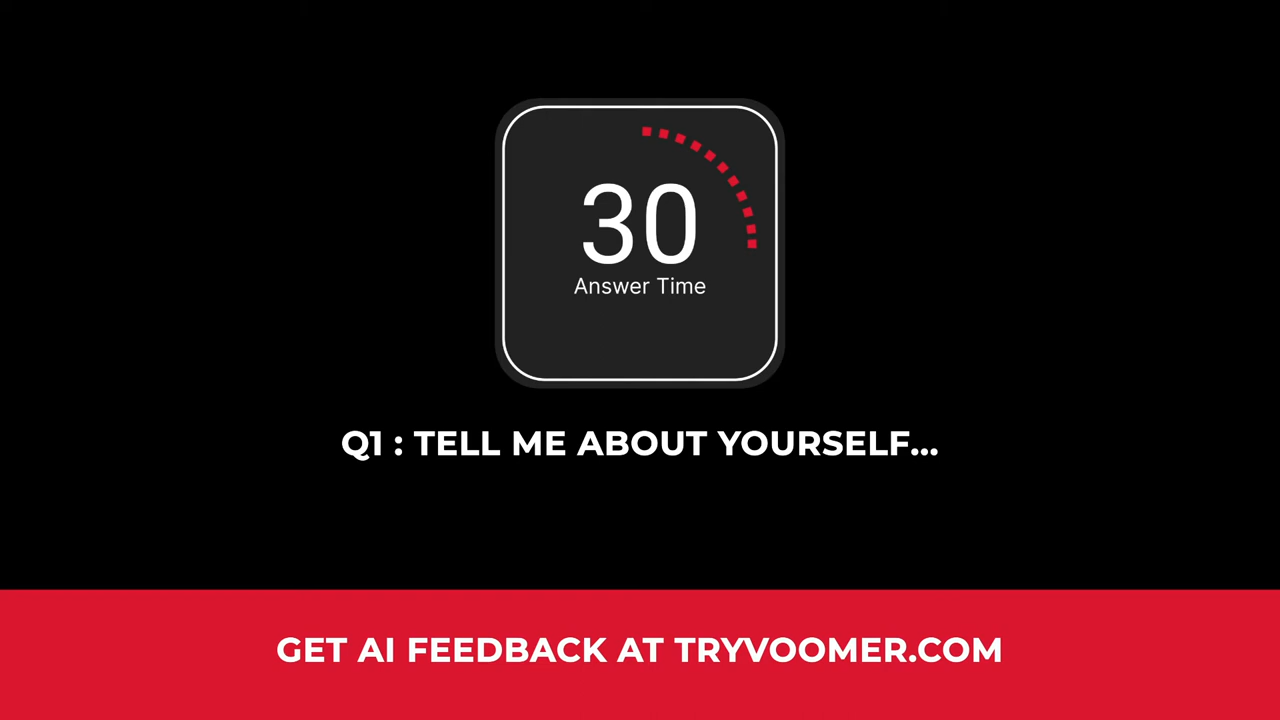 30
Answer Time
Q1 : TELL ME ABOUT YOURSELF...
GET AI FEEDBACK AT TRYVOOMER.COM